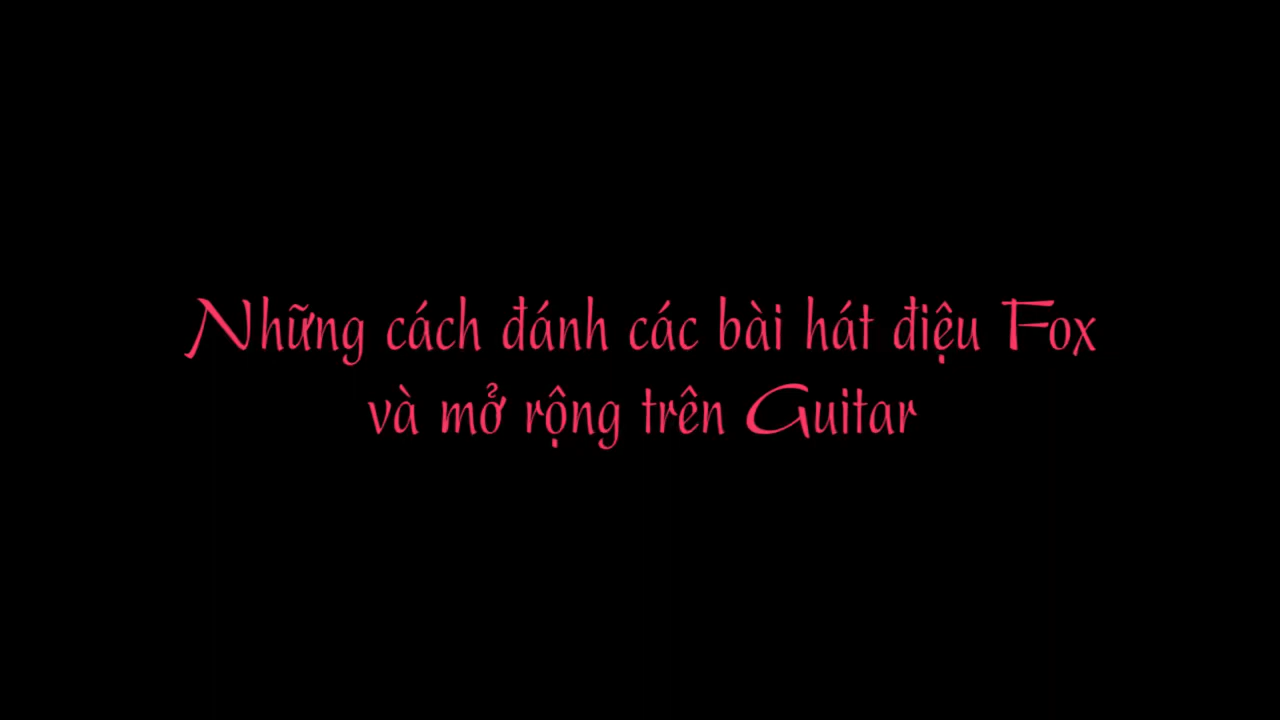 Những cách đánh các bài hát điệu Fox
và mở rộng trên Guitar